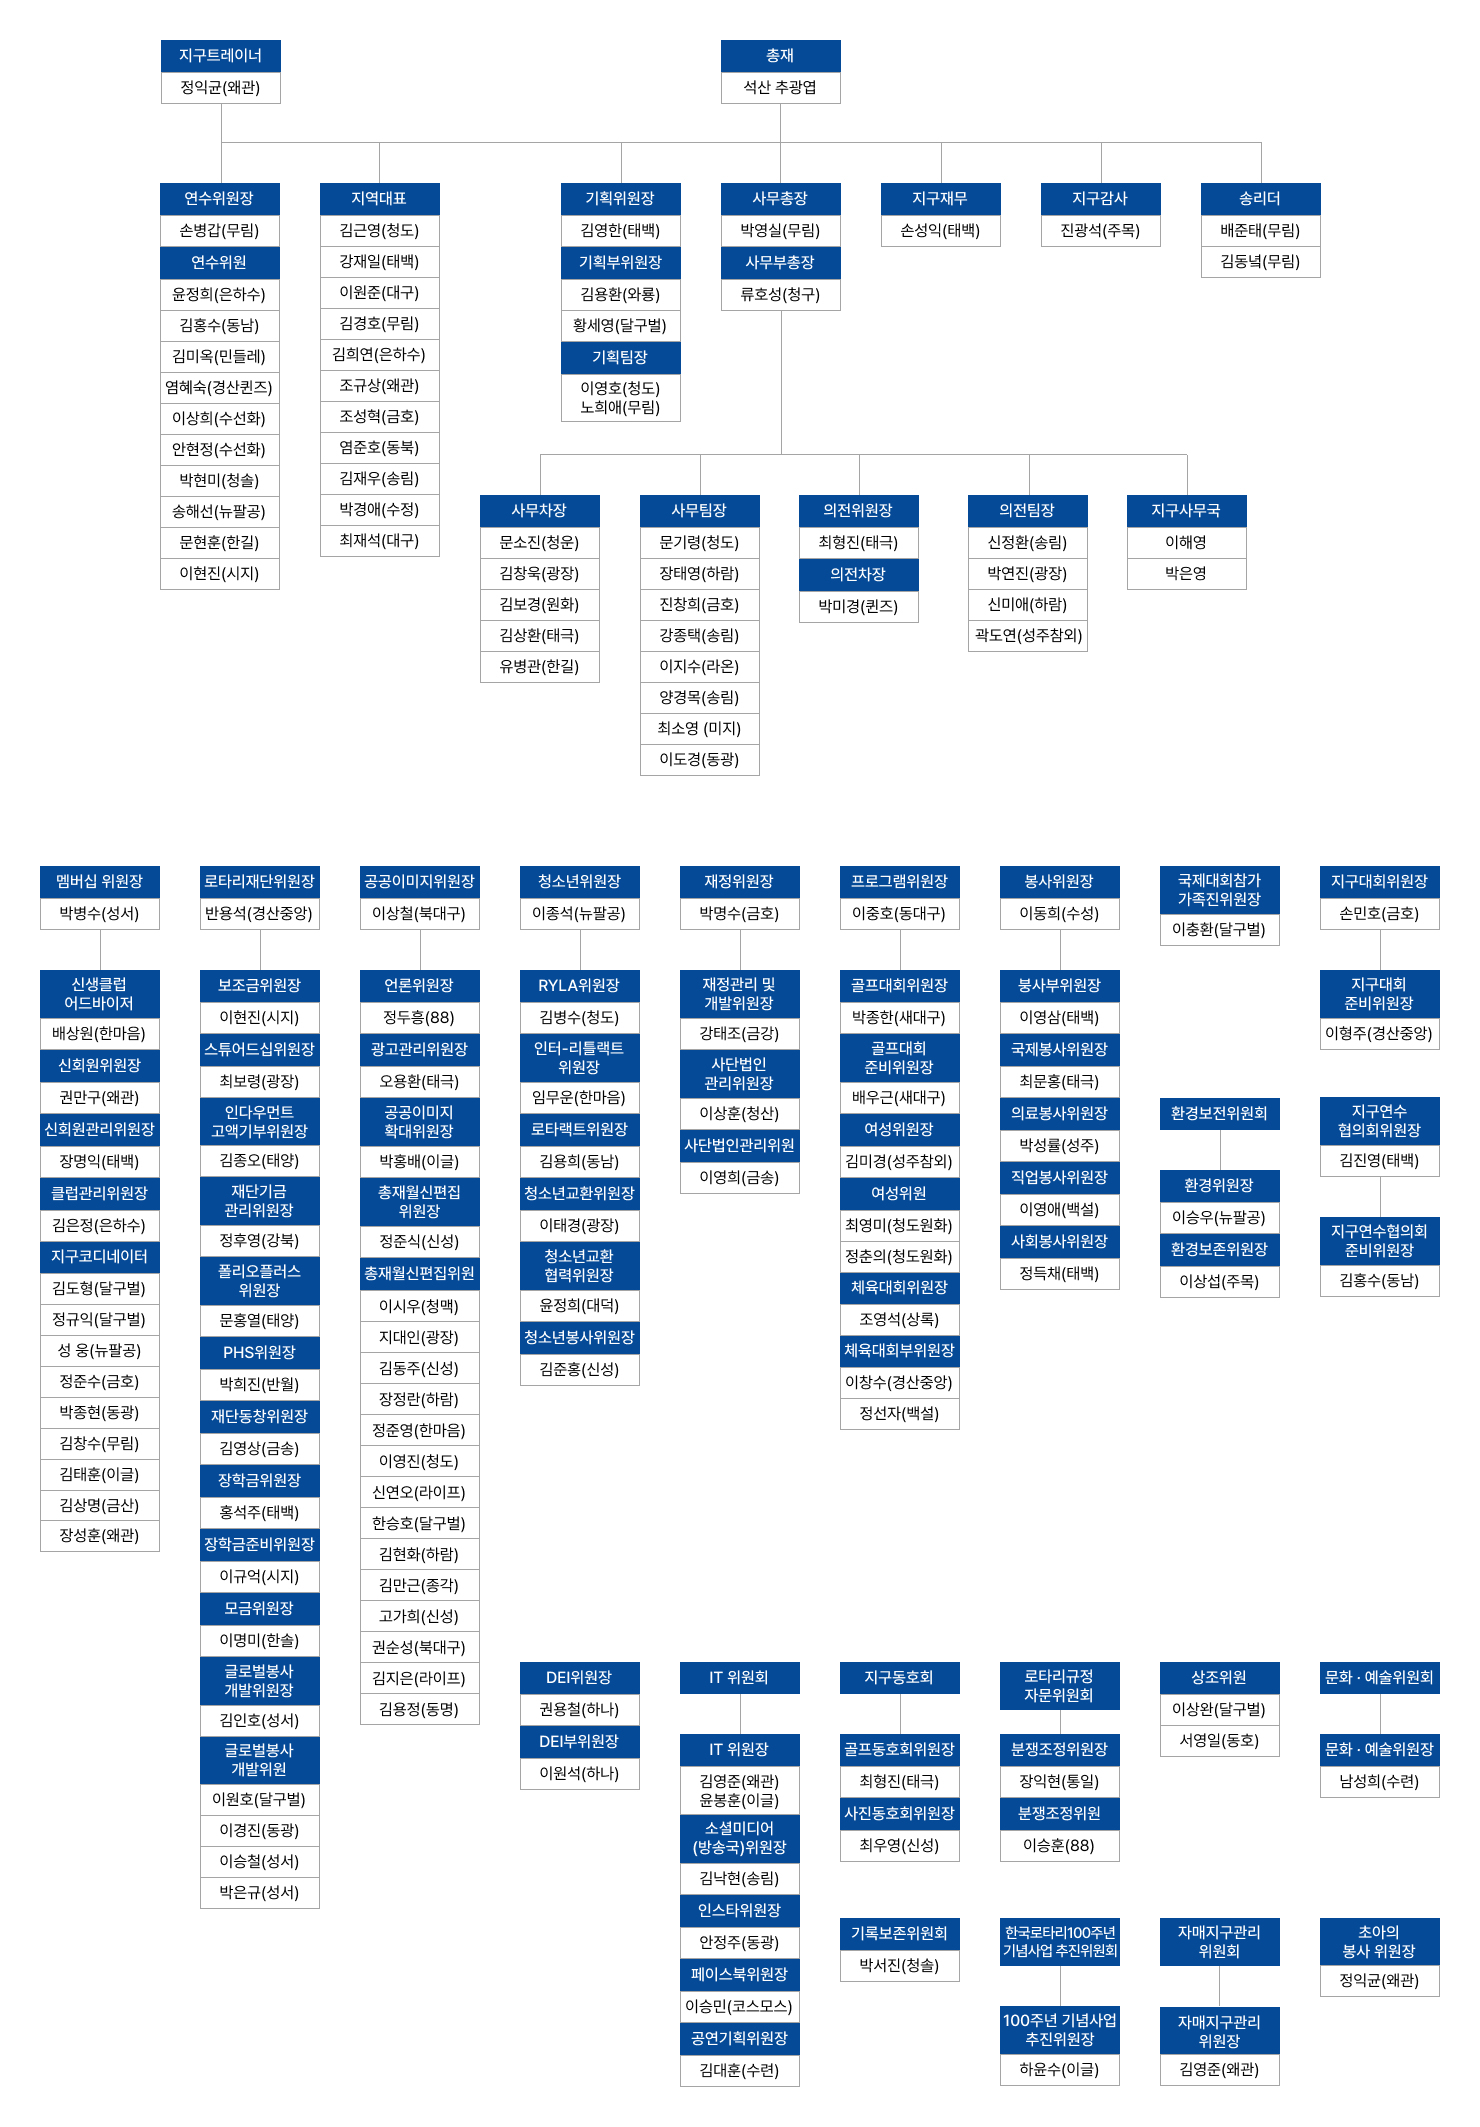 지구트레이너
정익균(왜관)
총재
석산 추광엽
연수위원장
손병갑(무림)
연수위원
윤정희(은하수)
김홍수(동남)
김미옥(민들레)
염혜숙(경산퀸즈)
이상희(수선화)
안현정(수선화)
박현미(청솔)
송해선(뉴팔공)
문현훈(한길)
이현진(시지)
지역대표
김근영(청도)
강재일(태백)
이원준(대구)
김경호(무림)
김희연(은하수)
조규상(왜관)
조성혁(금호)
염준호(동북)
김재우(송림)
박경애(수정)
최재석(대구)
기획위원장
김영한(태백)
기획부위원장
김용환(와룡)
황세영(달구벌)
기획팀장
이영호(청도)
노희애(무림)
사무총장
박영실(무림)
사무부총장
류호성(청구)
지구재무
손성익(태백)
지구감사
진광석(주목)
송리더
배준태(무림)
김동녘(무림)
사무차장
문소진(청운)
김창욱(광장)
김보경(원화)
김상환(태극)
유병관(한길)
사무팀장
문기령(청도)
장태영(하람)
진창희(금호)
강종택(송림)
이지수(라온)
양경목(송림)
최소영 (미지)
이도경(동광)
의전위원장
최형진(태극)
의전차장
박미경(퀸즈)
의전팀장
신정환(송림)
박연진(광장)
신미애(하람)
곽도연(성주참외)
지구사무국
이해영
박은영
멤버십 위원장
박병수(성서)
신생클럽
어드바이저
배상원(한마음)
신회원위원장
권만구(왜관)
신회원관리위원장
장명익(태백)
클럽관리위원장
김은정(은하수)
지구코디네이터
김도형(달구벌)
정규익(달구벌)
성 웅(뉴팔공)
정준수(금호)
박종현(동광)
김창수(무림)
김태훈(이글)
김상명(금산)
장성훈(왜관)
로타리재단위원장
반용석(경산중앙)
보조금위원장
이현진(시지)
스튜어드십위원장
최보령(광장)
인다우먼트
고액기부위원장
김종오(태양)
재단기금
관리위원장
정후영(강북)
폴리오플러스
위원장
문홍열(태양)
PHS위원장
박희진(반월)
재단동창위원장
김영상(금송)
장학금위원장
홍석주(태백)
장학금준비위원장
이규억(시지)
모금위원장
이명미(한솔)
글로벌봉사
개발위원장
김인호(성서)
글로벌봉사
개발위원
이원호(달구벌)
이경진(동광)
이승철(성서)
박은규(성서)
공공이미지위원장
이상철(북대구)
언론위원장
정두흥(88)
광고관리위원장
오용환(태극)
공공이미지
확대위원장
박홍배(이글)
총재월신편집
위원장
정준식(신성)
총재월신편집위원
이시우(청맥)
지대인(광장)
김동주(신성)
장정란(하람)
정준영(한마음)
이영진(청도)
신연오(라이프)
한승호(달구벌)
김현화(하람)
김만근(종각)
고가희(신성)
권순성(북대구)
김지은(라이프)
김용정(동명)
청소년위원장
이종석(뉴팔공)
RYLA위원장
김병수(청도)
인터-리틀랙트
위원장
임무운(한마음)
로타랙트위원장
김용희(동남)
청소년교환위원장
이태경(광장)
청소년교환
협력위원장
윤정희(대덕)
청소년봉사위원장
김준홍(신성)
재정위원장
박명수(금호)
재정관리 및
개발위원장
강태조(금강)
사단법인
관리위원장
이상훈(청산)
사단법인관리위원
이영희(금송)
프로그램위원장
이중호(동대구)
골프대회위원장
박종한(새대구)
골프대회
준비위원장
배우근(새대구)
여성위원장
김미경(성주참외)
여성위원
최영미(청도원화)
정춘의(청도원화)
체육대회위원장
조영석(상록)
체육대회부위원장
이창수(경산중앙)
정선자(백설)
봉사위원장
이동희(수성)
붕사부위원장
이영삼(태백)
국제봉사위원장
최문홍(태극)
의료봉사위원장
박성률(성주)
직업봉사위원장
이영애(백설)
사회봉사위원장
정득채(태백)
국제대회참가
가족진위원장
이충환(달구벌)
환경보전위원회
환경위원장
이승우(뉴팔공)
환경보존위원장
이상섭(주목)
지구대회위원장
손민호(금호)
지구대회
준비위원장
이형주(경산중앙)
지구연수
협의회위원장
김진영(태백)
지구연수협의회
준비위원장
김홍수(동남)
DEI위원장
권용철(하나)
DEI부위원장
이원석(하나)
IT 위원회
IT 위원장
김영준(왜관)
윤봉훈(이글)
소셜미디어
(방송국)위원장
김낙현(송림)
인스타위원장
안정주(동광)
페이스북위원장
이승민(코스모스)
공연기획위원장
김대훈(수련)
지구동호회
골프동호회위원장
최형진(태극)
사진동호회위원장
최우영(신성)
기록보존위원회
박서진(청솔)
로타리규정
자문위원회
분쟁조정위원장
장익현(통일)
분쟁조정위원
이승훈(88)
한국로타리100주년
기념사업 추진위원회
100주년 기념사업
추진위원장
하윤수(이글)
상조위원
이상완(달구벌)
서영일(동호)
자매지구관리
위원회
자매지구관리
위원장
김영준(왜관)
문화 · 예술위원회
문화 · 예술위원장
남성희(수련)
초아의
봉사 위원장
정익균(왜관)